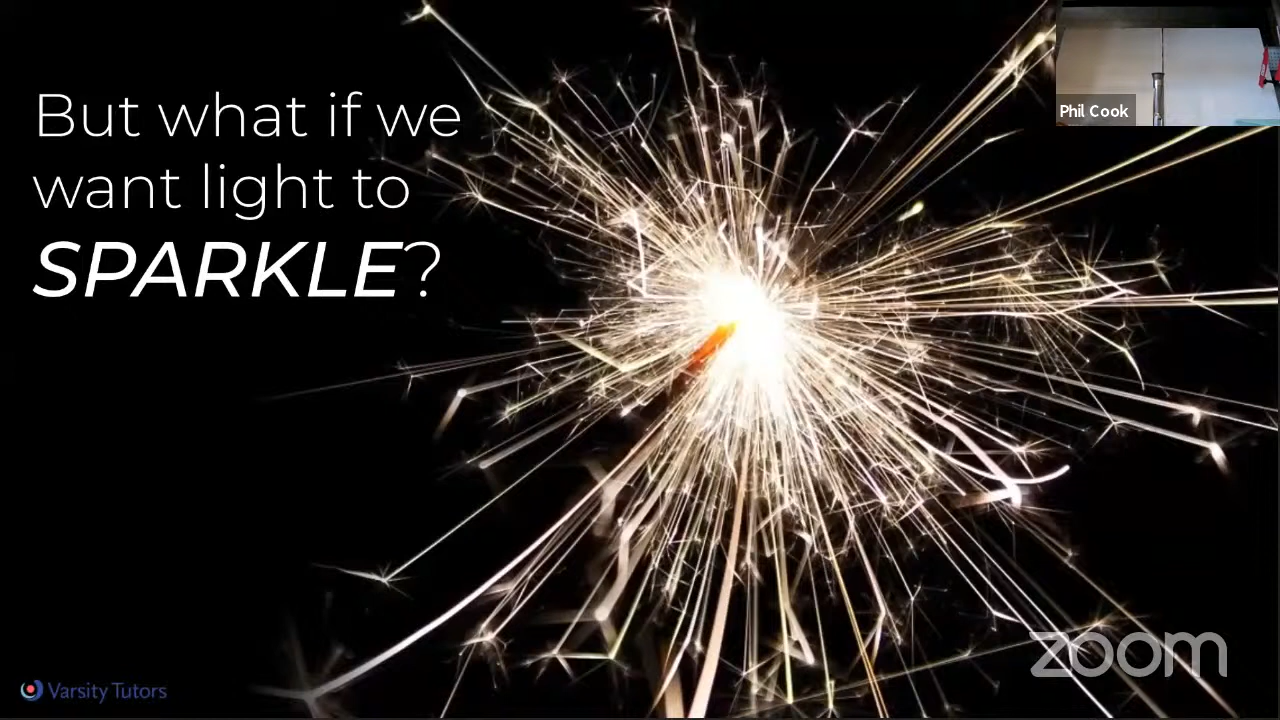 But what if we
want light to
SPARKLE?
Phil Cook
zoom
Varsity Tutors